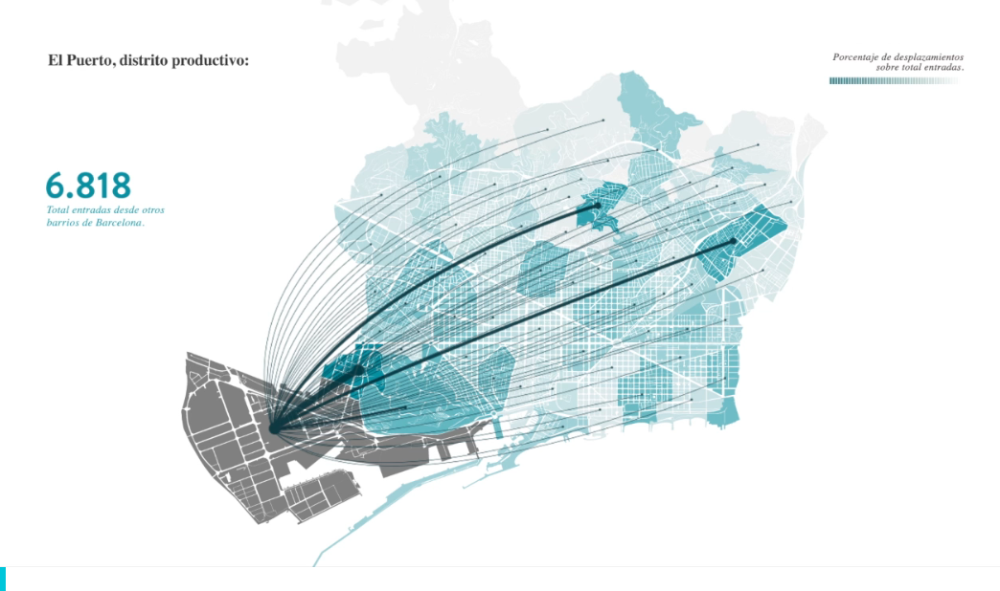 El Puerto, distrito productivo:
Porcentaje de desplazamientos
sobre total entradas.
6.818
Total entradas desde otros
barrios de Barcelona.